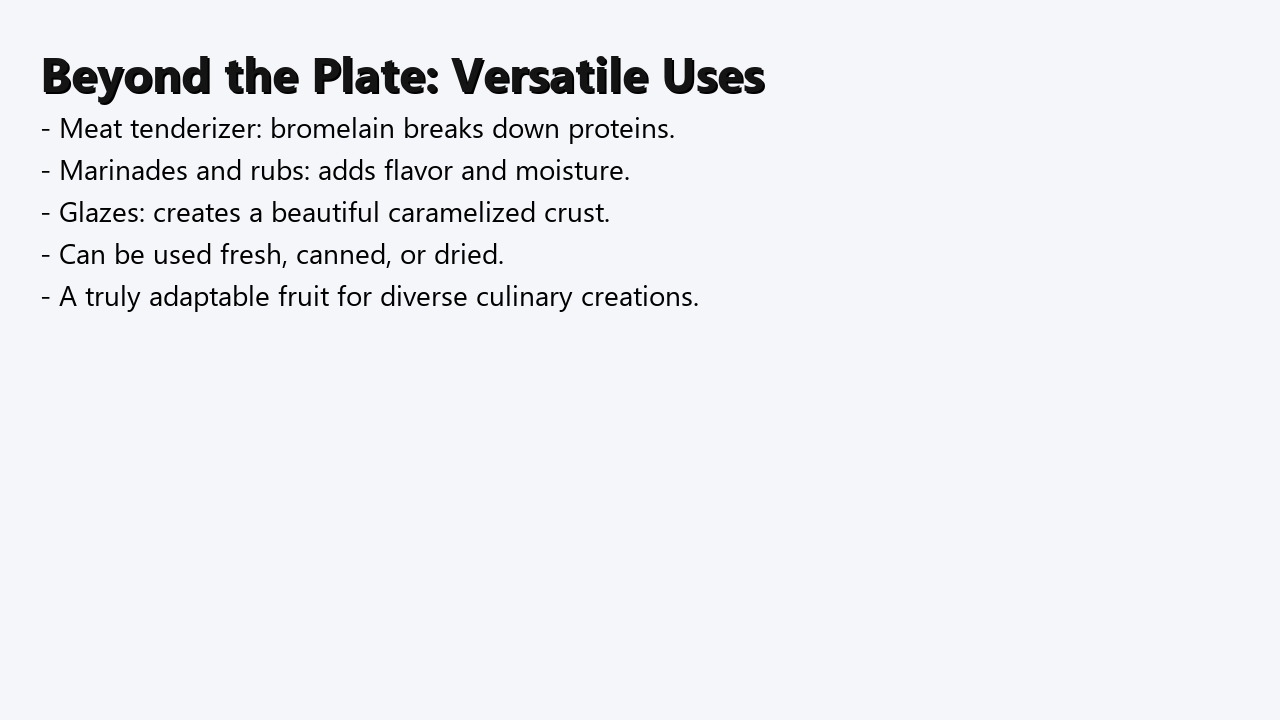 Beyond the Plate: Versatile Uses
- Meat tenderizer: bromelain breaks down proteins.
- Marinades and rubs: adds flavor and moisture.
- Glazes: creates a beautiful caramelized crust.
- Can be used fresh, canned, or dried.
- A truly adaptable fruit for diverse culinary creations.